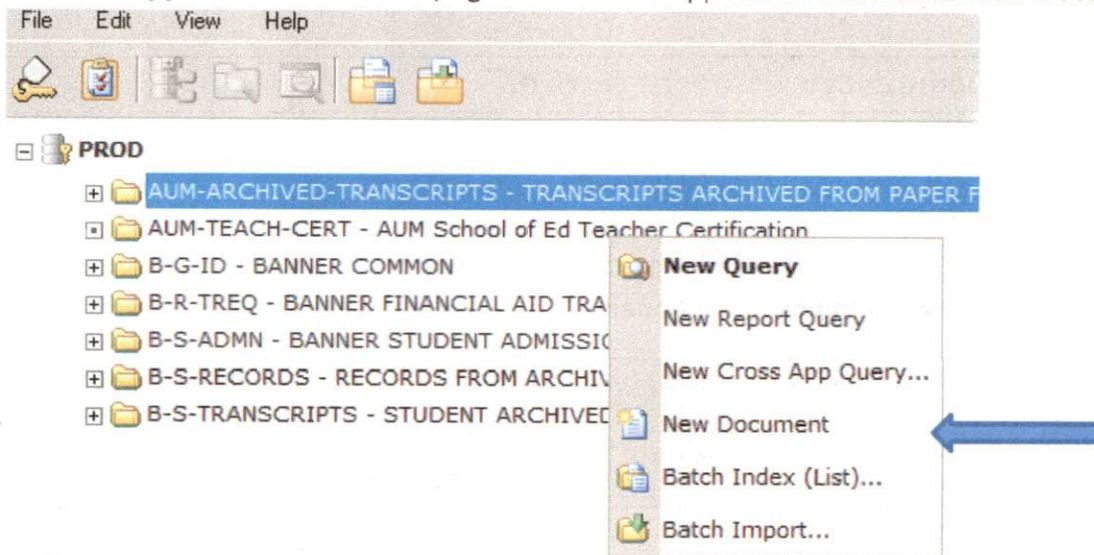 File Edit View Help
PROD
AUM-ARCHIVED-TRANSCRIPTS - TRANSCRIPTS ARCHIVED FROM PAPER F
AUM-TEACH-CERT - AUM School of Ed Teacher Certification
B-G-ID - BANNER COMMON
B-R-TREQ - BANNER FINANCIAL AID TRA
B-S-ADMN - BANNER STUDENT ADMISSIO
B-S-RECORDS - RECORDS FROM ARCHIV
B-S-TRANSCRIPTS - STUDENT ARCHIVED
New Query
New Report Query
New Cross App Query...
New Document
Batch Index (List)...
Batch Import...